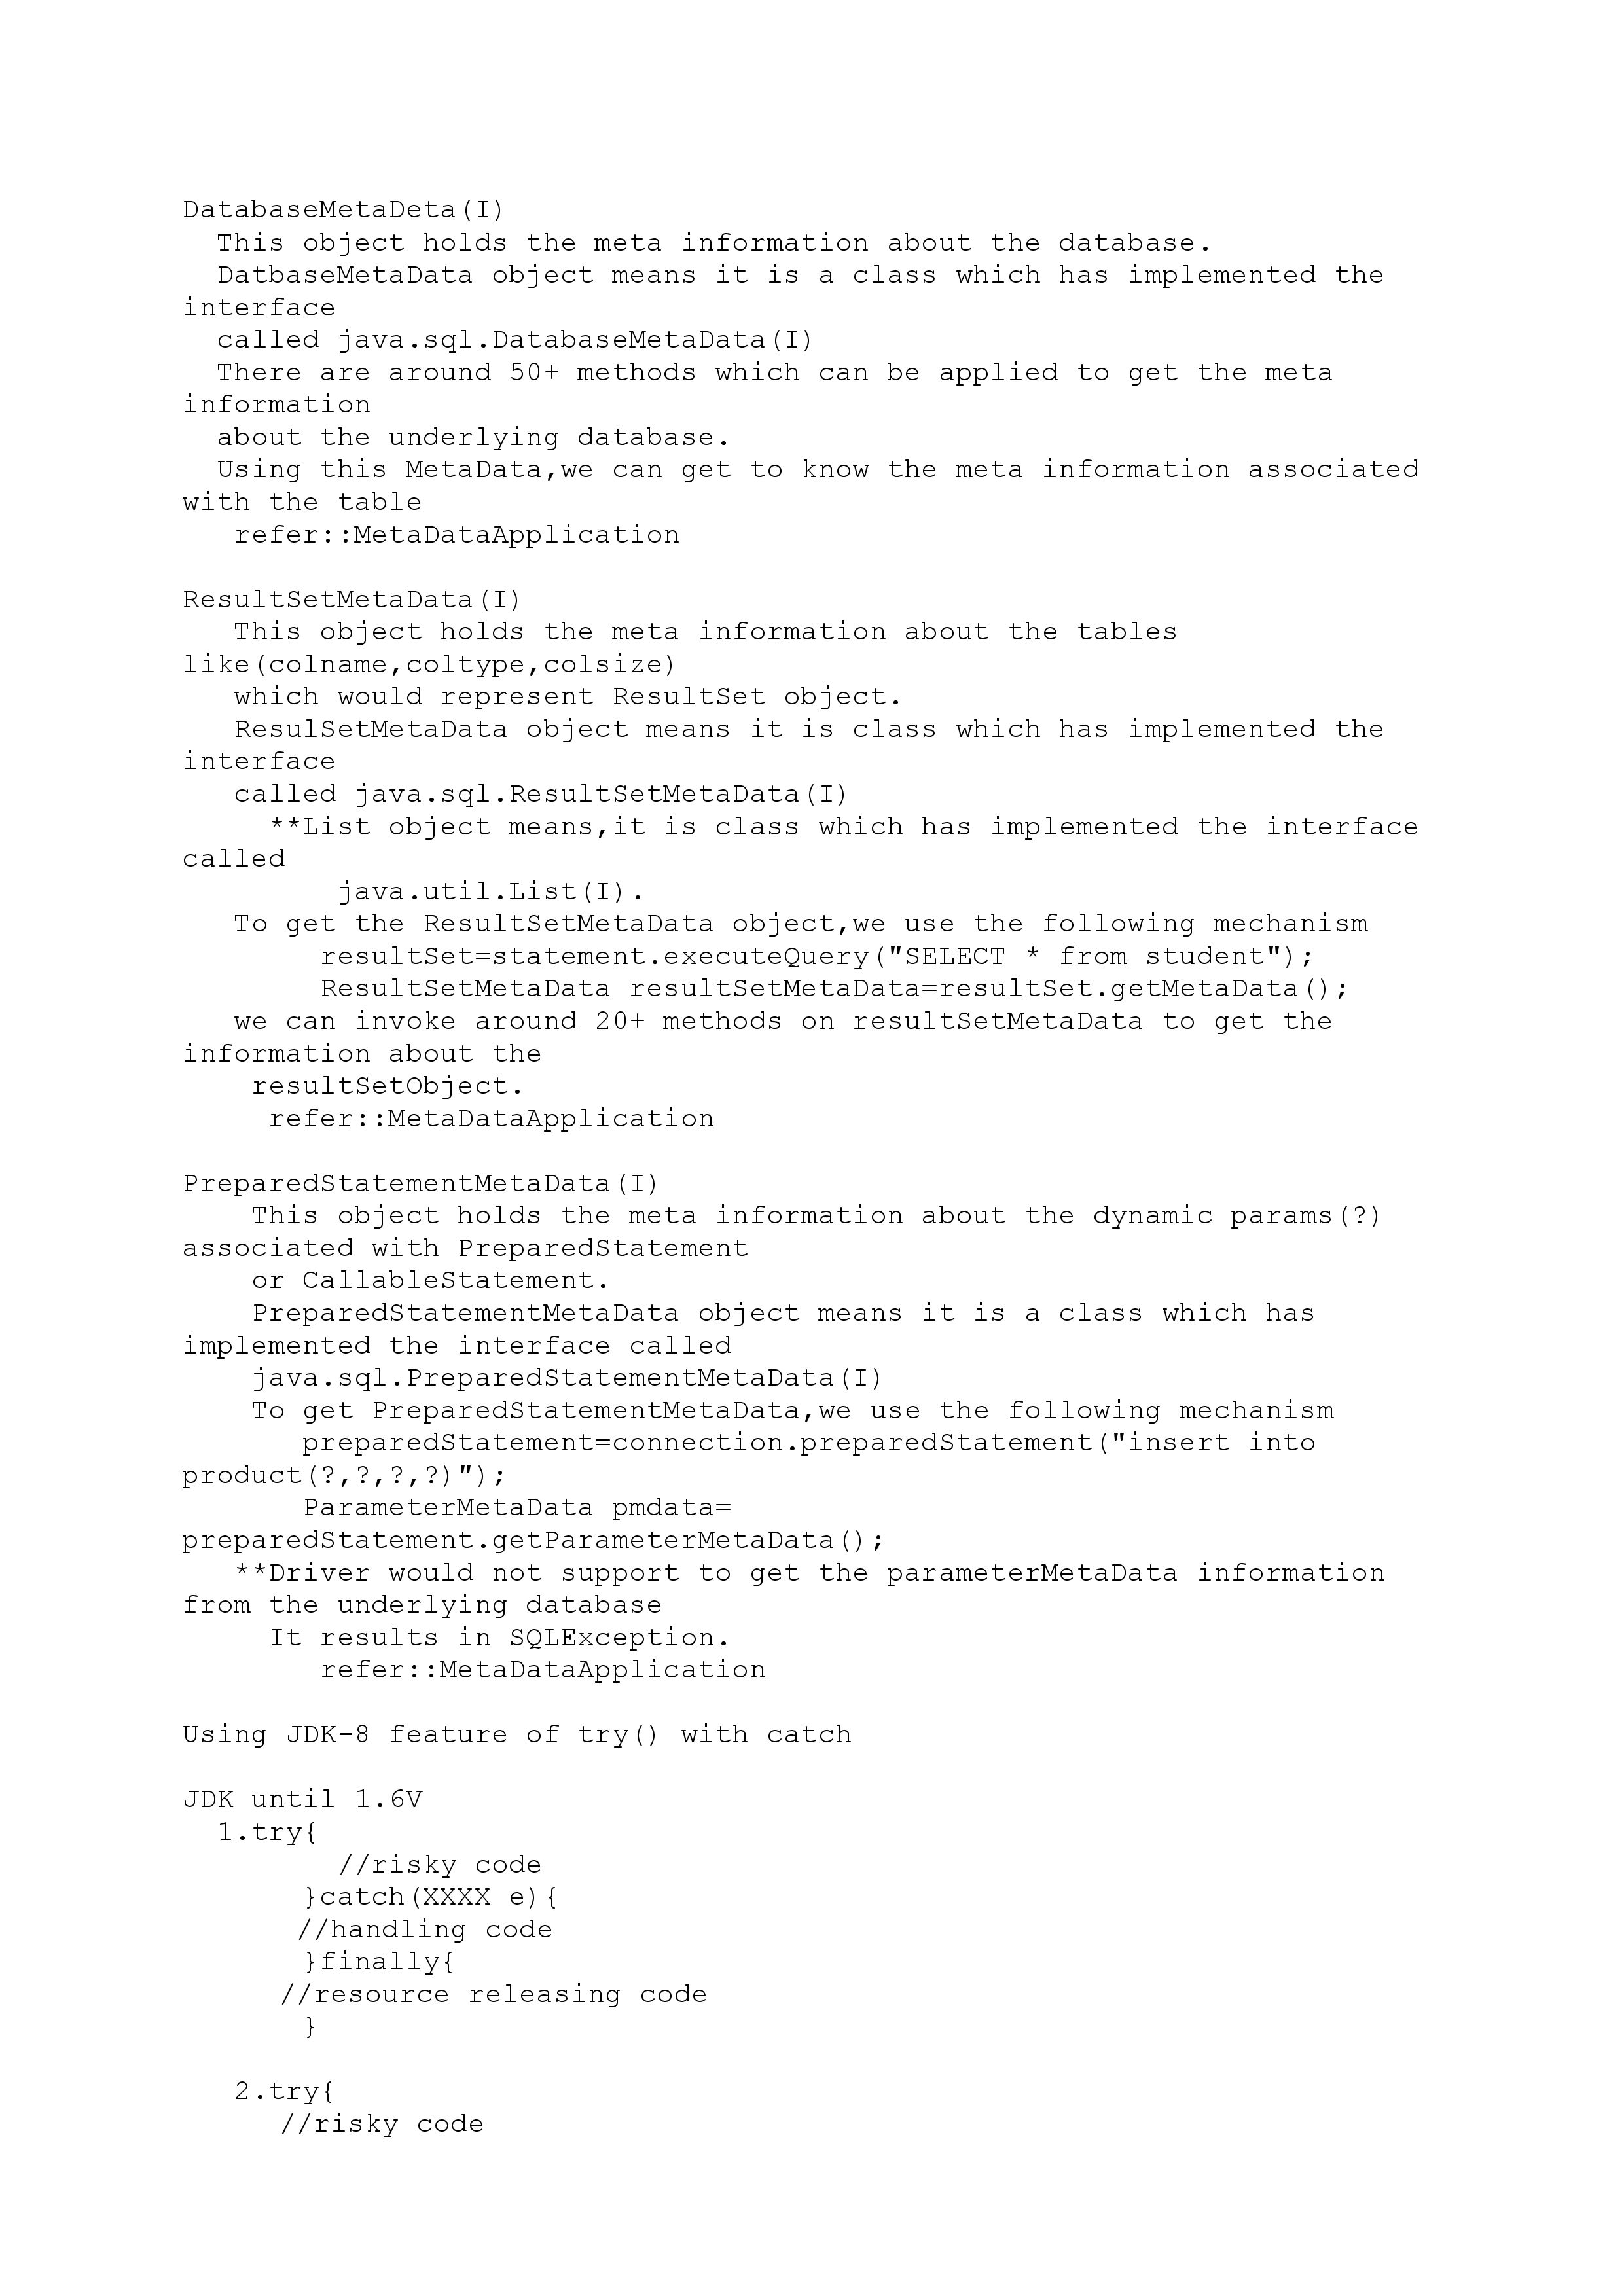 DatabaseMetaDeta(I)
This object holds the meta information about the database.
DatbaseMetaData object means it is a class which has implemented the
interface
called java.sql.DatabaseMetaData(I)
There are around 50+ methods which can be applied to get the meta
information
about the underlying database.
Using this MetaData,we can get to know the meta information associated
with the table
refer::MetaDataApplication

ResultSetMetaData(I)
This object holds the meta information about the tables
like(colname,coltype,colsize)
which would represent ResultSet object.
ResulSetMetaData object means it is class which has implemented the
interface
called java.sql.ResultSetMetaData(I)
**List object means,it is class which has implemented the interface
called
java.util.List(I).
To get the ResultSetMetaData object,we use the following mechanism
resultSet=statement.executeQuery("SELECT * from student");
ResultSetMetaData resultSetMetaData=resultSet.getMetaData();
we can invoke around 20+ methods on resultSetMetaData to get the
information about the
resultSetObject.
refer::MetaDataApplication

PreparedStatementMetaData(I)
This object holds the meta information about the dynamic params(?)
associated with PreparedStatement
or CallableStatement.
PreparedStatementMetaData object means it is a class which has
implemented the interface called
java.sql.PreparedStatementMetaData(I)
To get PreparedStatementMetaData,we use the following mechanism
preparedStatement=connection.preparedStatement("insert into
product(?,?,?,?)");
ParameterMetaData pmdata=
preparedStatement.getParameterMetaData();
**Driver would not support to get the parameterMetaData information
from the underlying database
It results in SQLException.
refer::MetaDataApplication

Using JDK-8 feature of try() with catch

JDK until 1.6V
1.try{
//risky code
}catch(XXXX e){
//handling code
}finally{
//resource releasing code
}

2.try{
//risky code